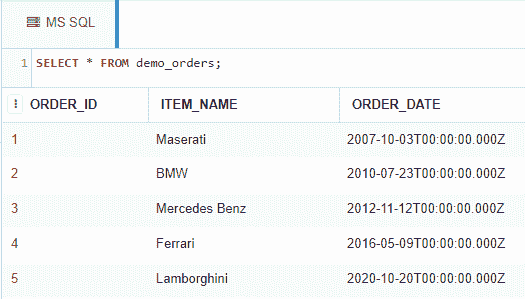 MS SQL
1 SELECT * FROM demo_orders;
ORDER_ID ITEM_NAME ORDER_DATE
1 Maserati 2007-10-03T00:00:00.000Z
2 BMW 2010-07-23T00:00:00.000Z
3 Mercedes Benz 2012-11-12T00:00:00.000Z
4 Ferrari 2016-05-09T00:00:00.000Z
5 Lamborghini 2020-10-20T00:00:00.000Z